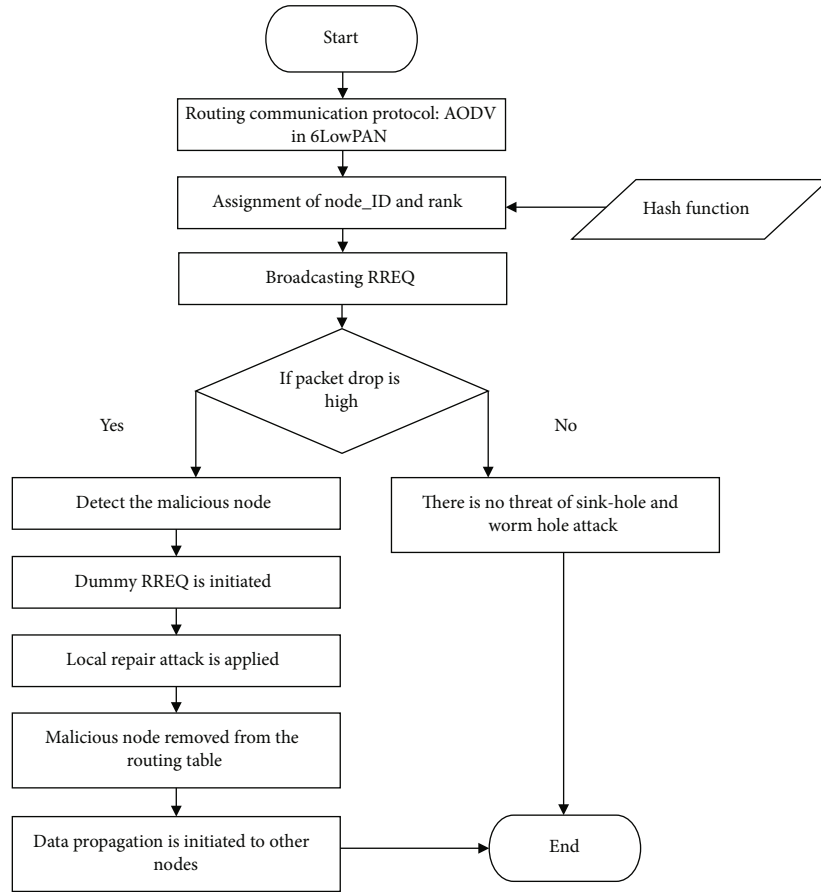 Start
Routing communication protocol: AODV
in 6LowPAN
Assignment of node_ID and rank
Hash function
Broadcasting RREQ
If packet drop is
high
Yes
No
Detect the malicious node
There is no threat of sink-hole and
worm hole attack
Dummy RREQ is initiated
Local repair attack is applied
Malicious node removed from the
routing table
Data propagation is initiated to other
nodes
End